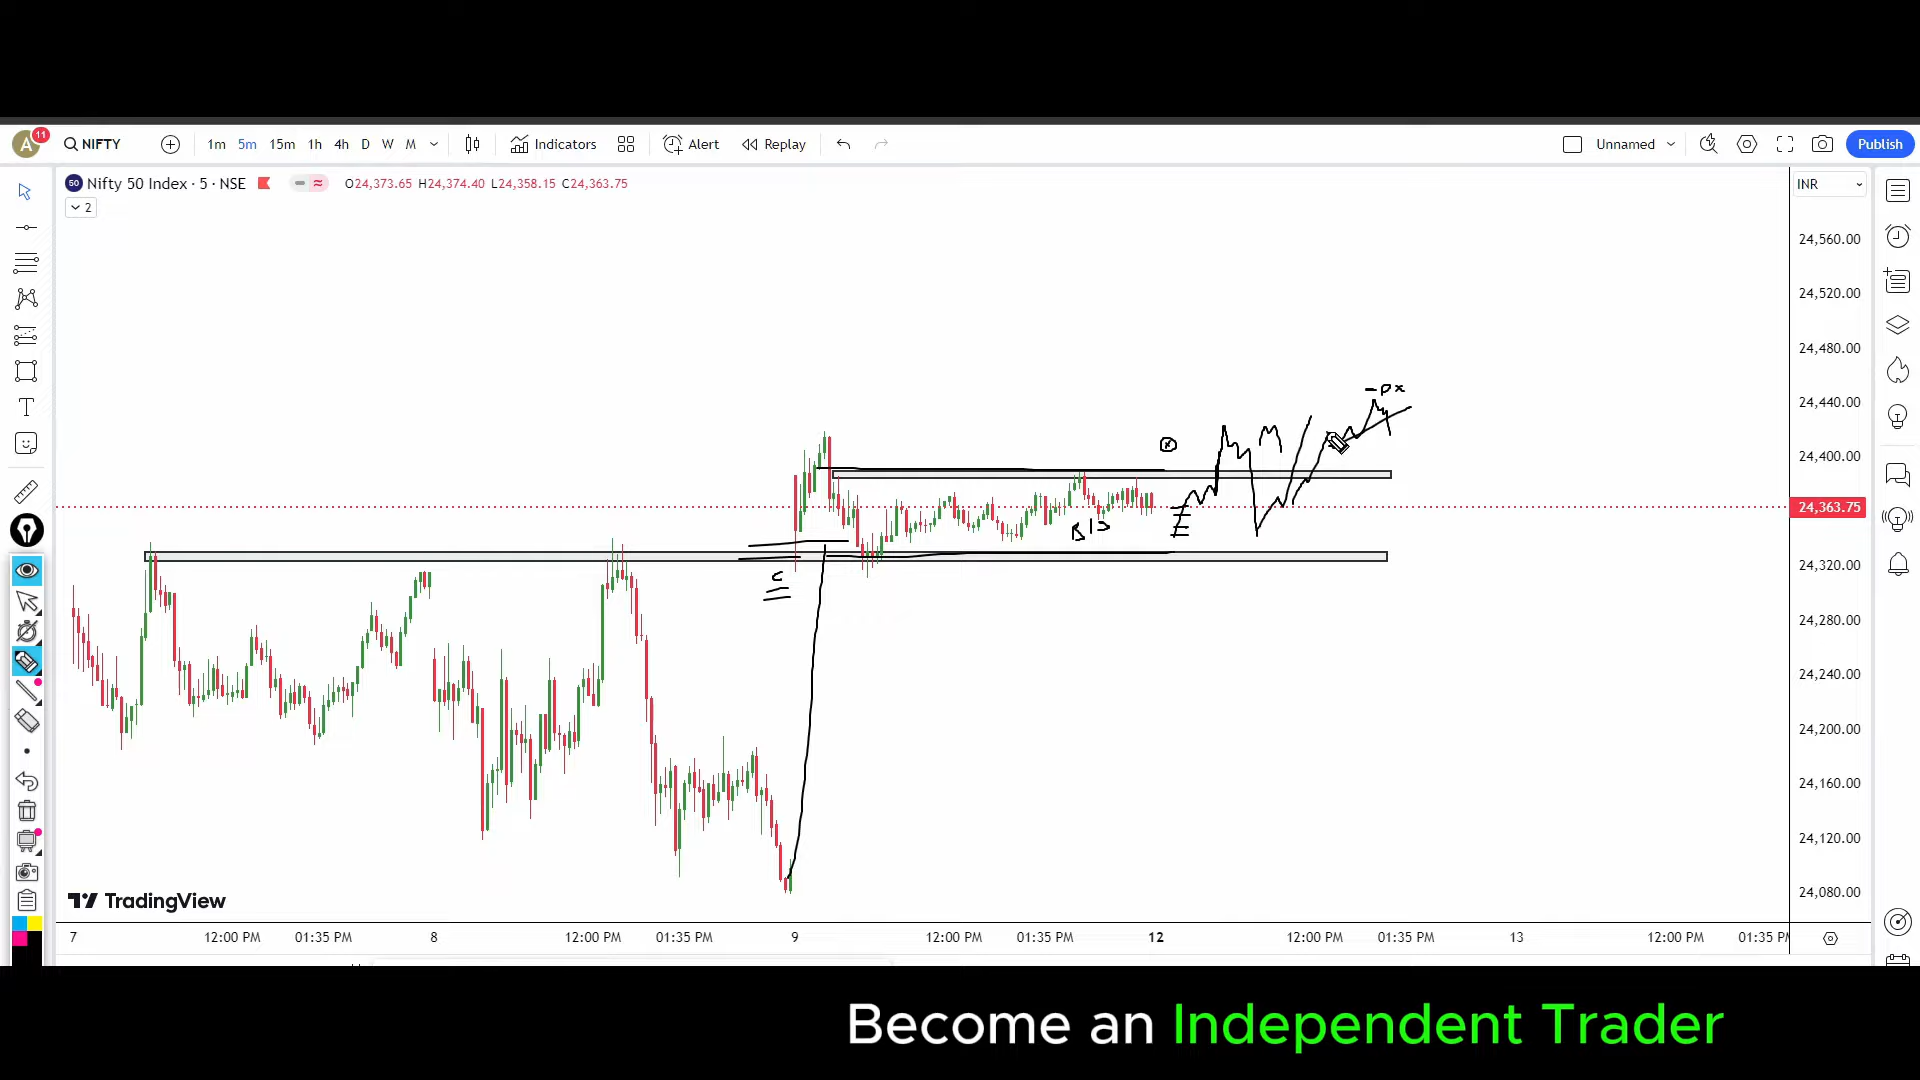 A 11 NIFTY 1m 5m 15m 1h 4h D W M Indicators Alert Replay Unnamed Publish
50 Nifty 50 Index · 5 · NSE O24,373.65 H24,374.40 L24,358.15 C24,363.75 INR
2
24,560.00
24,520.00
24,480.00
-px
24,440.00
24,400.00
24,363.75
24,320.00
c
24,280.00
24,240.00
24,200.00
24,160.00
24,120.00
24,080.00
TradingView
7 12:00 PM 01:35 PM 8 12:00 PM 01:35 PM 9 12:00 PM 01:35 PM 12 12:00 PM 01:35 PM 13 12:00 PM
Become an Independent Trader